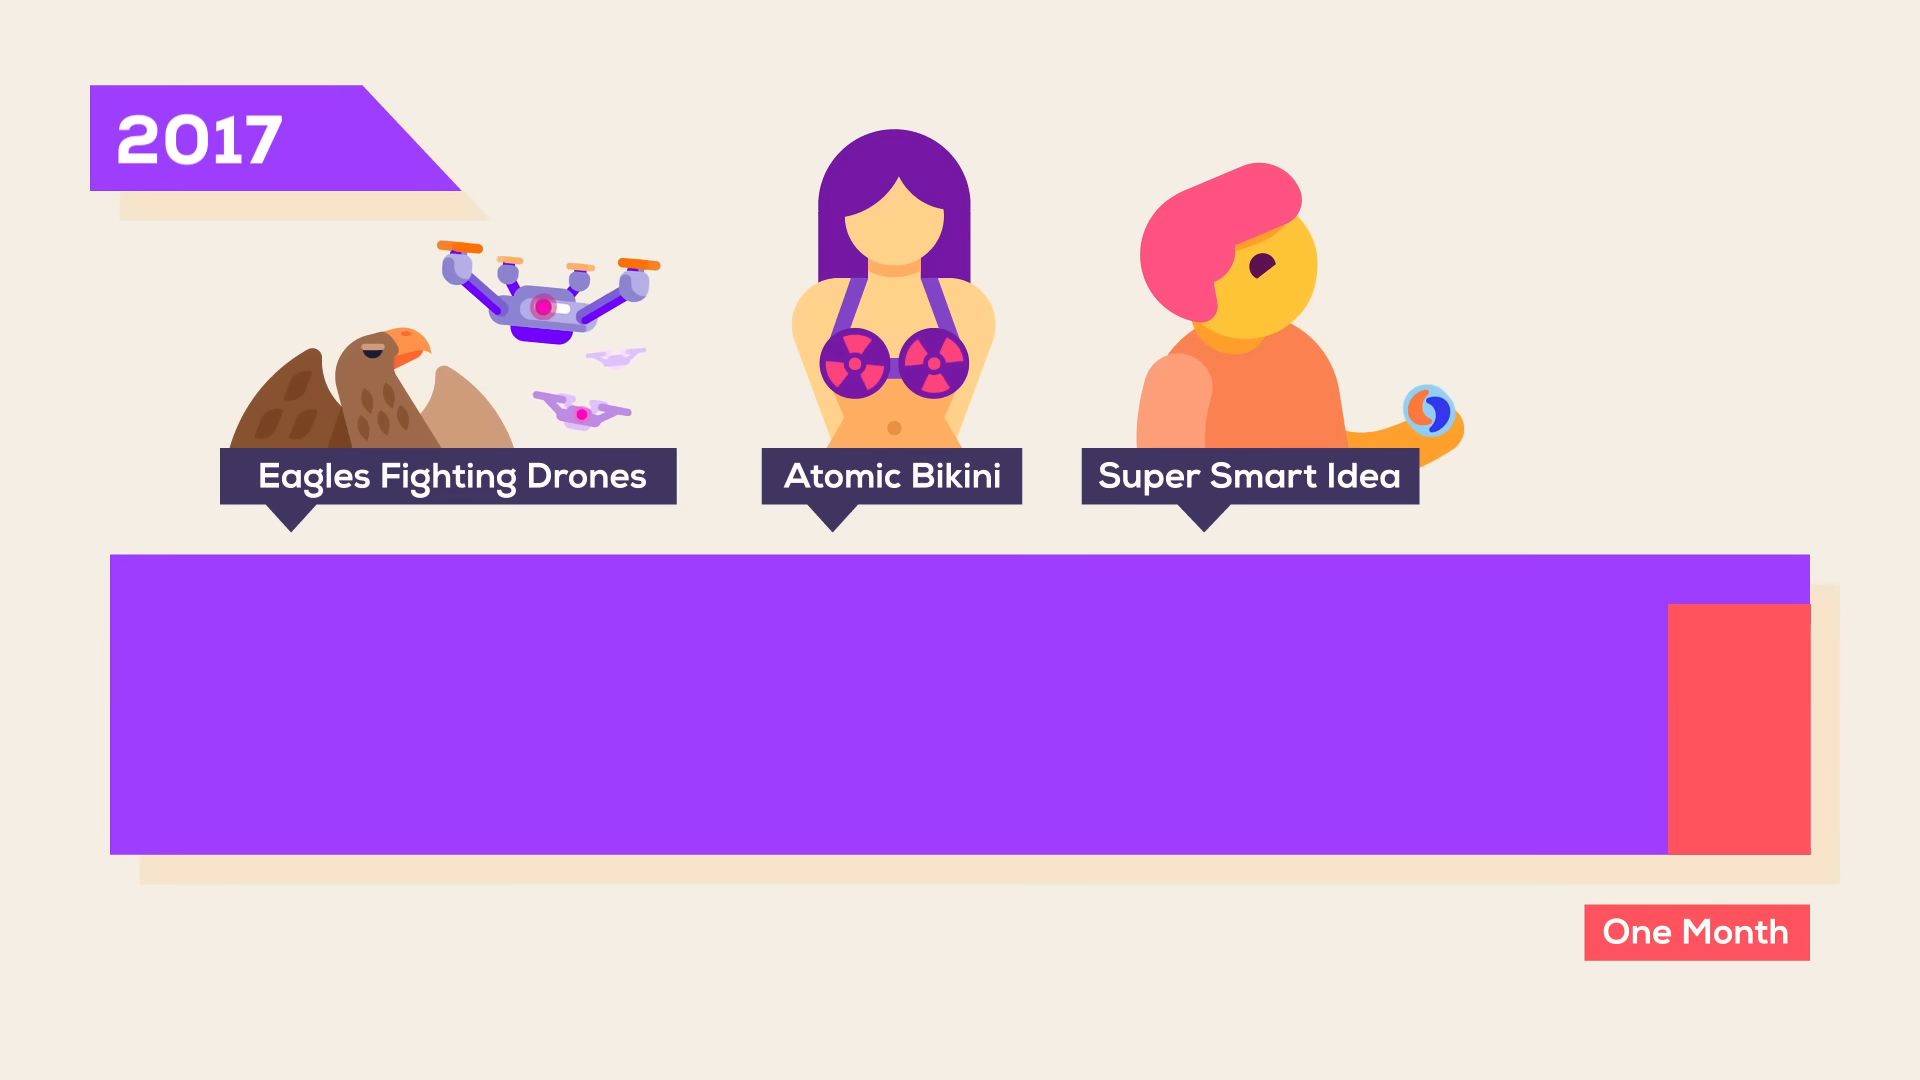 2017
Eagles Fighting Drones
Atomic Bikini
Super Smart Idea
One Month